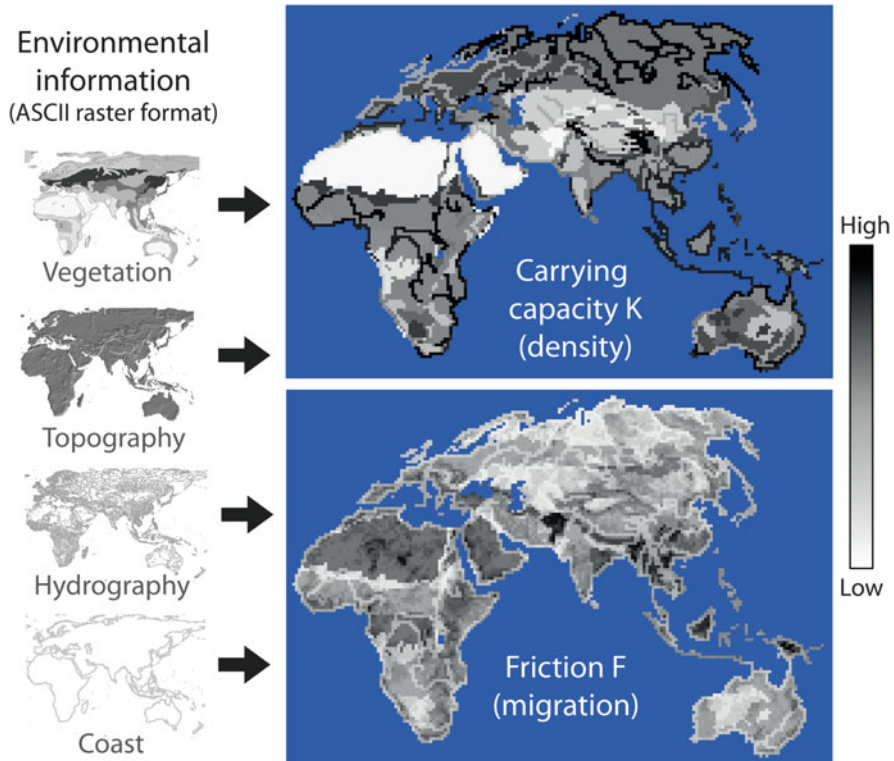 Environmental
information
(ASCII raster format)
Vegetation
Topography
Hydrography
Coast
Carrying
capacity K
(density)
Friction F
(migration)
High
Low